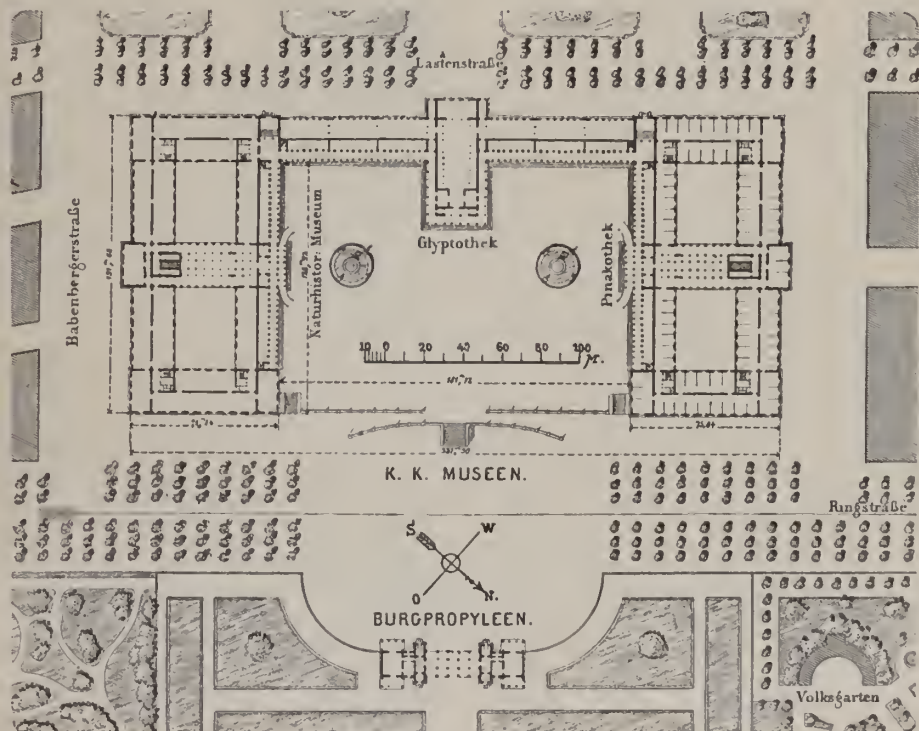 Lastenstraße
Babenbergerstraße
Naturhistor: Museum
Glyptothek
Pinakothek
10 0 20 40 60 80 100 M.
K. K. MUSEEN.
Ringstraße
S
W
O
N.
BURGPROPYLEEN.
Volksgarten